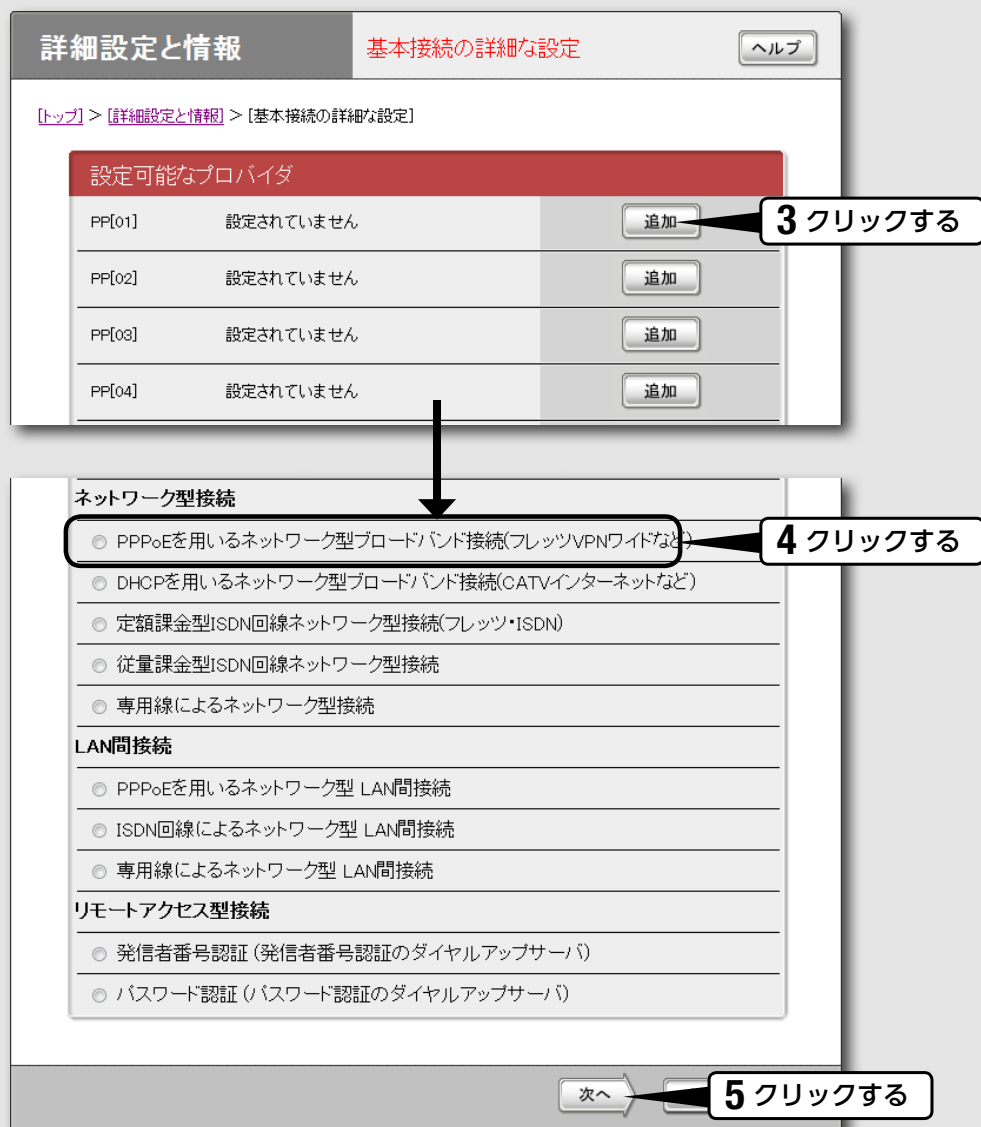 詳細設定と情報 基本接続の詳細な設定 ヘルプ
[トップ] > [詳細設定と情報] > [基本接続の詳細な設定]
設定可能なプロバイダ
PP[01] 設定されていません 追加
3 クリックする
PP[02] 設定されていません 追加
PP[03] 設定されていません 追加
PP[04] 設定されていません 追加
ネットワーク型接続
PPPoEを用いるネットワーク型ブロードバンド接続(フレッツVPNワイドなど)
4 クリックする
DHCPを用いるネットワーク型ブロードバンド接続(CATVインターネットなど)
定額課金型ISDN回線ネットワーク型接続(フレッツ・ISDN)
従量課金型ISDN回線ネットワーク型接続
専用線によるネットワーク型接続
LAN間接続
PPPoEを用いるネットワーク型 LAN間接続
ISDN回線によるネットワーク型 LAN間接続
専用線によるネットワーク型 LAN間接続
リモートアクセス型接続
発信者番号認証 (発信者番号認証のダイヤルアップサーバ)
パスワード認証 (パスワード認証のダイヤルアップサーバ)
次へ
5 クリックする